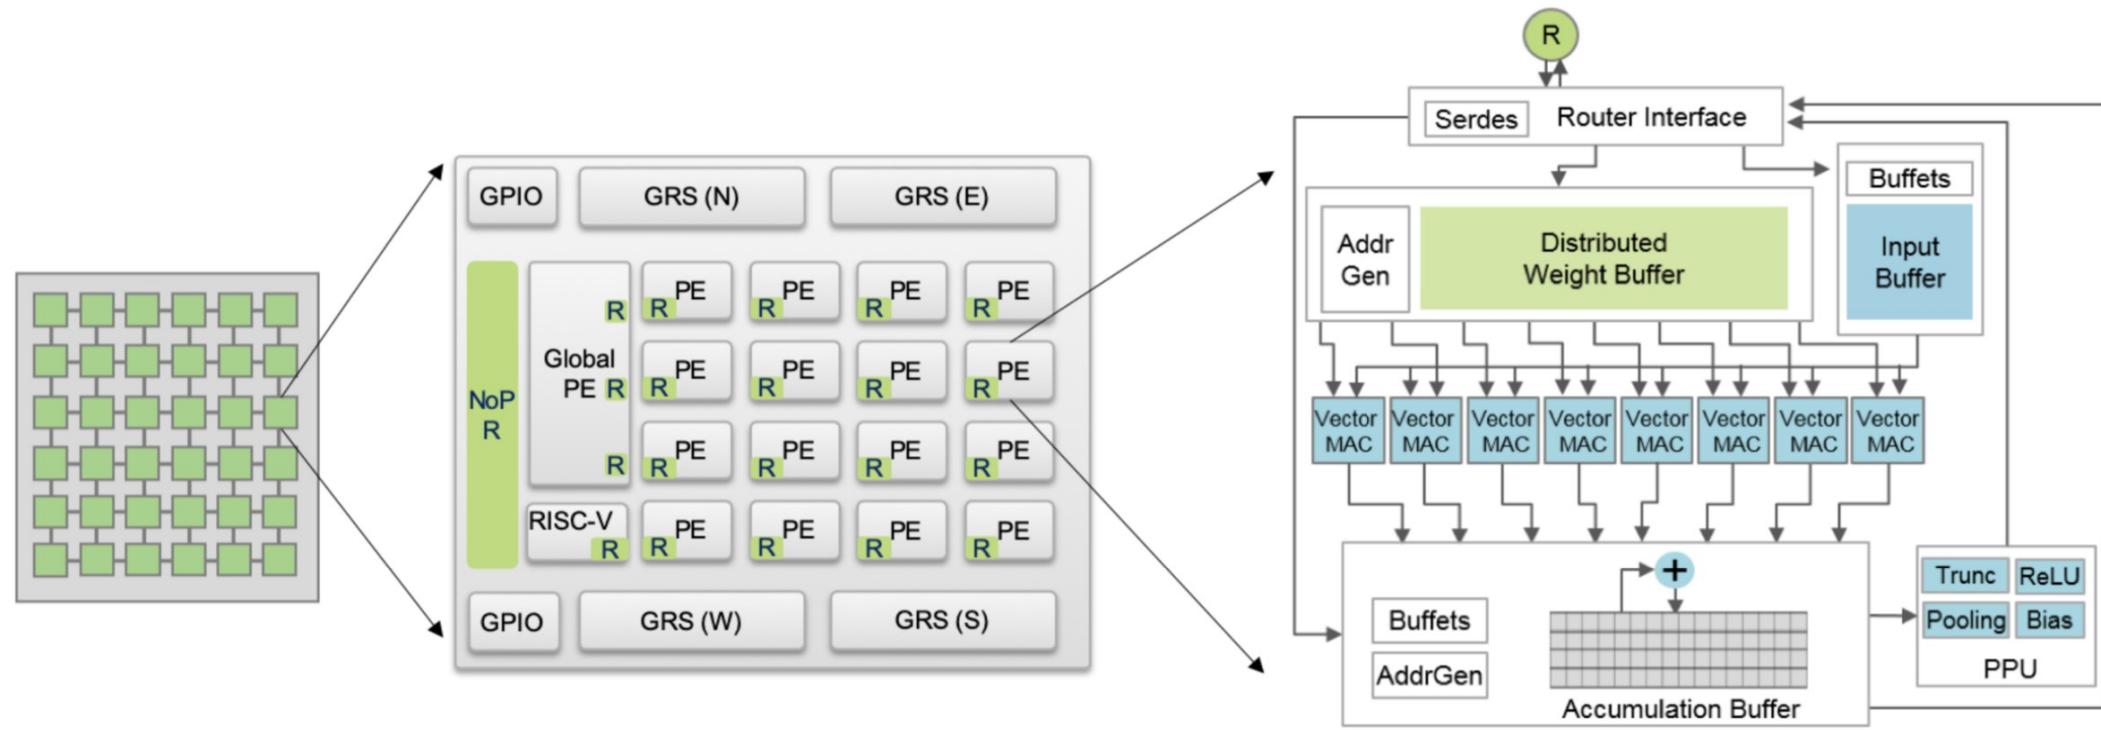 GPIO
GRS (N)
GRS (E)
NoP
R
Global
PE
R
R
R
RISC-V
R
PE
R
PE
R
PE
R
PE
R
PE
R
PE
R
PE
R
PE
R
PE
R
PE
R
PE
R
PE
R
PE
R
PE
R
PE
R
PE
R
GPIO
GRS (W)
GRS (S)
R
Serdes
Router Interface
Addr
Gen
Distributed
Weight Buffer
Buffets
Input
Buffer
Vector
MAC
Vector
MAC
Vector
MAC
Vector
MAC
Vector
MAC
Vector
MAC
Vector
MAC
Vector
MAC
Buffets
AddrGen
+
Accumulation Buffer
Trunc
ReLU
Pooling
Bias
PPU